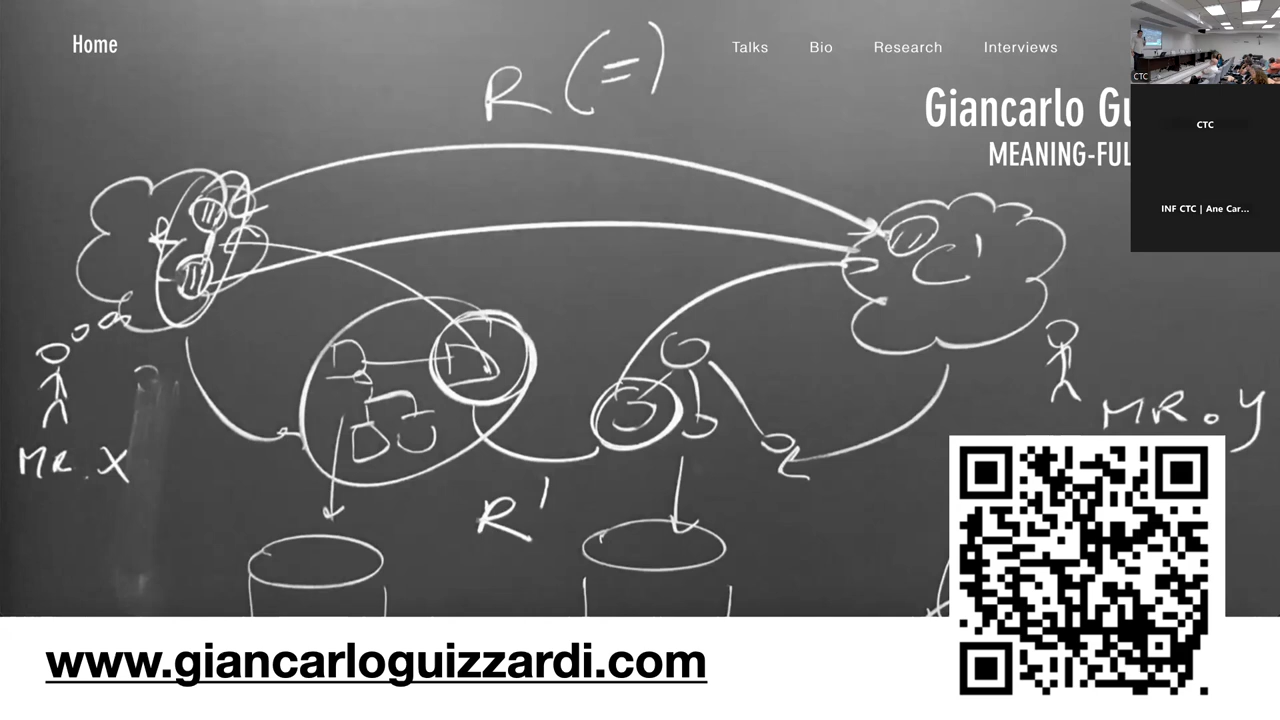 Home
Talks
Bio
Research
Interviews
R (=)
Giancarlo Gu
MEANING-FUL
CTC
CTC
INF CTC | Ane Car...
C'
MR. X
MR. Y
R'
www.giancarloguizzardi.com